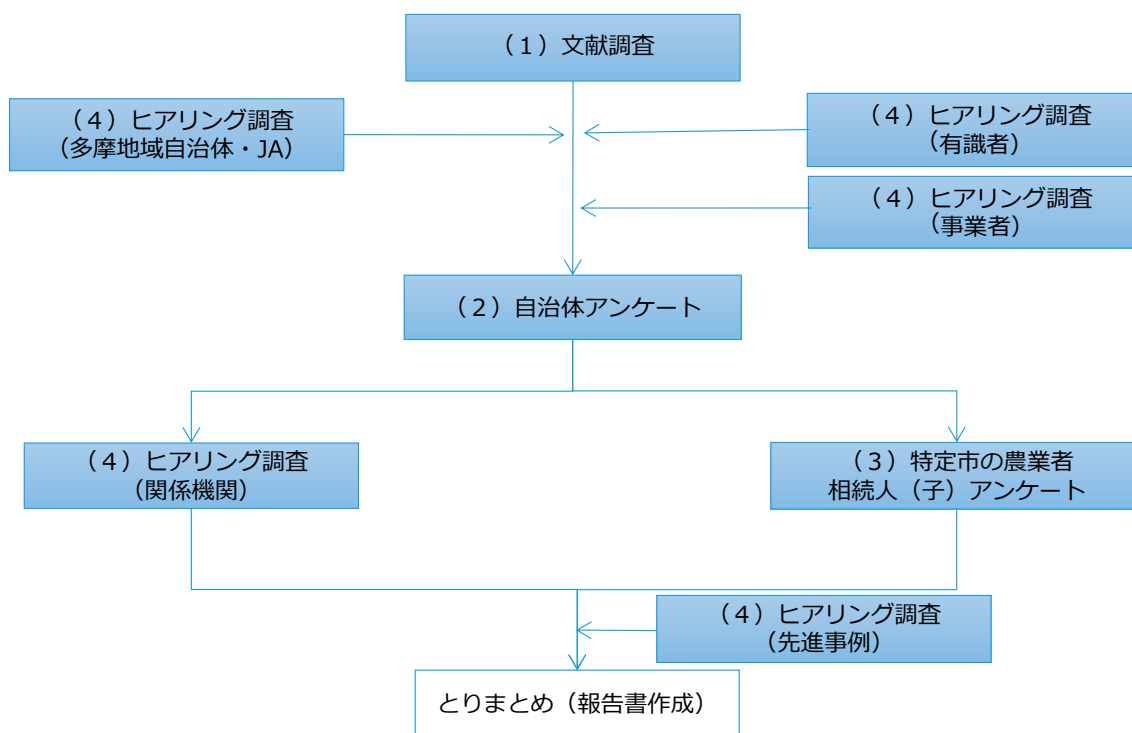 （１）文献調査
（４）ヒアリング調査
（多摩地域自治体・JA）
（４）ヒアリング調査
（有識者）
（４）ヒアリング調査
（事業者）
（２）自治体アンケート
（４）ヒアリング調査
（関係機関）
（３）特定市の農業者
相続人（子）アンケート
（４）ヒアリング調査
（先進事例）
とりまとめ（報告書作成）